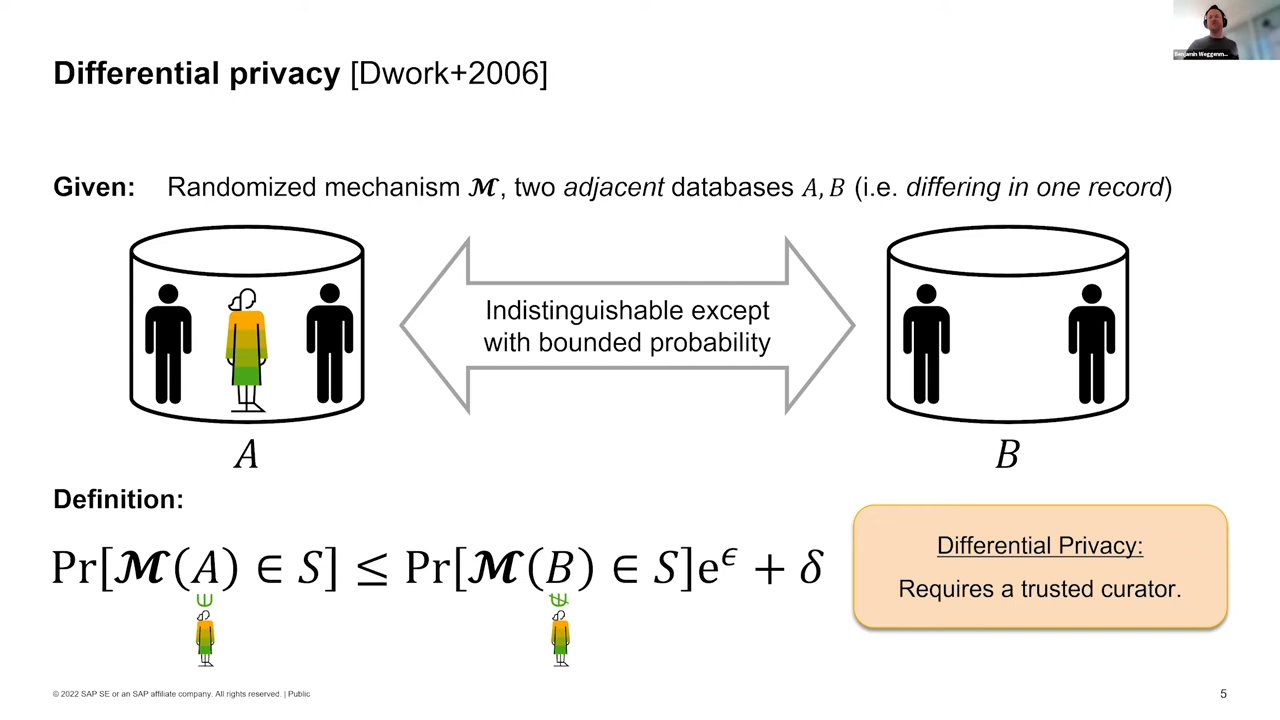 Benjamin Weggenm...
Differential privacy [Dwork+2006]
Given: Randomized mechanism 𝓜, two adjacent databases A, B (i.e. differing in one record)
Indistinguishable except
with bounded probability
A
B
Definition:
Pr[𝓜(A) ∈ S] ≤ Pr[𝓜(B) ∈ S]e^ϵ + δ
∈
∉
Differential Privacy:
Requires a trusted curator.
© 2022 SAP SE or an SAP affiliate company. All rights reserved. | Public
5